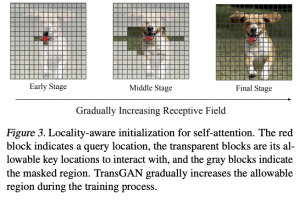 Early Stage
Middle Stage
Final Stage
Gradually Increasing Receptive Field
Figure 3. Locality-aware initialization for self-attention. The red
block indicates a query location, the transparent blocks are its al-
lowable key locations to interact with, and the gray blocks indicate
the masked region. TransGAN gradually increases the allowable
region during the training process.